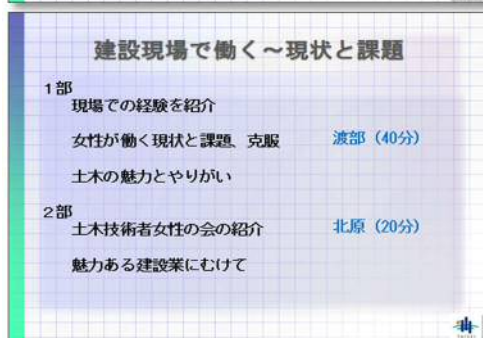 建設現場で働く～現状と課題
1部
現場での経験を紹介
女性が働く現状と課題、克服 渡部（40分）
土木の魅力とやりがい
2部
土木技術者女性の会の紹介 北原（20分）
魅力ある建設業にむけて